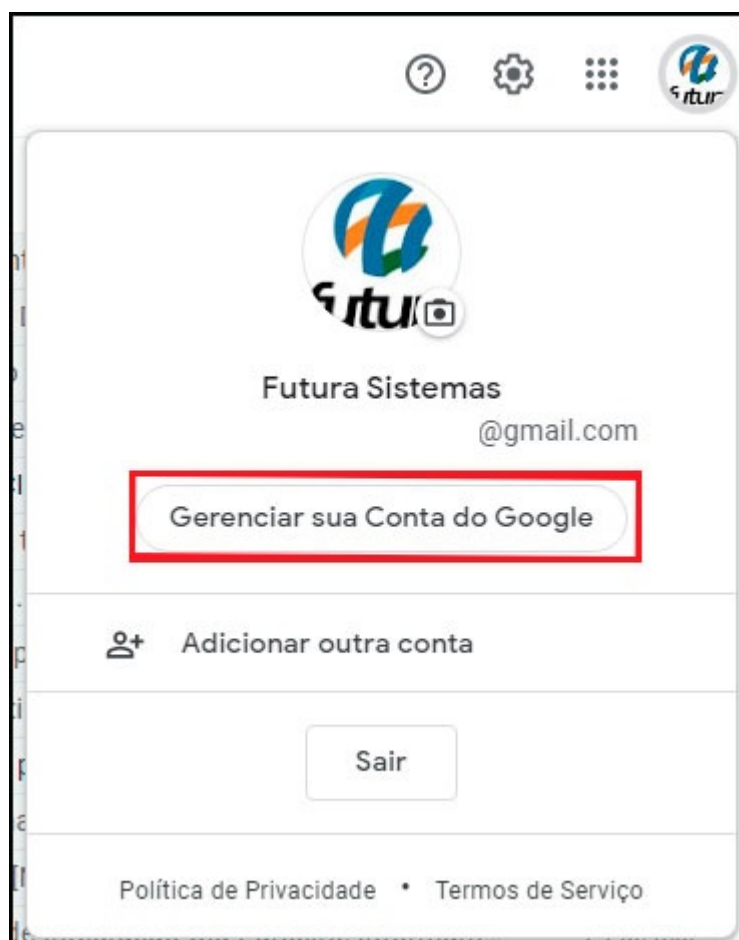 Futura Sistemas
@gmail.com
Gerenciar sua Conta do Google
Adicionar outra conta
Sair
Política de Privacidade • Termos de Serviço